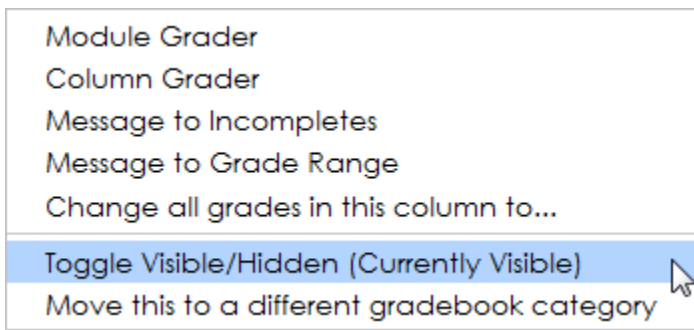 Module Grader
Column Grader
Message to Incompletes
Message to Grade Range
Change all grades in this column to...
Toggle Visible/Hidden (Currently Visible)
Move this to a different gradebook category